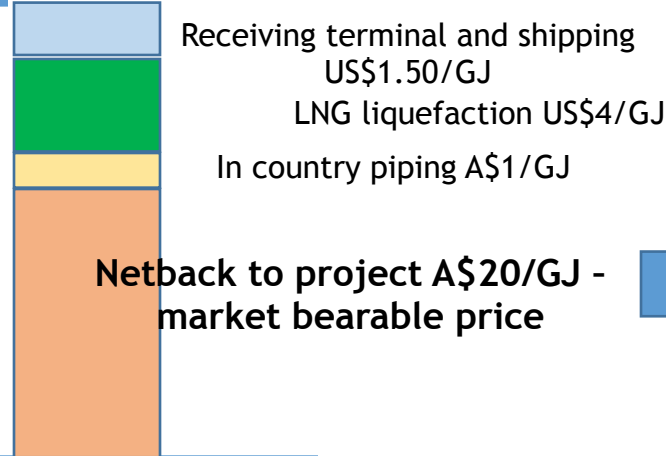 Receiving terminal and shipping
US$1.50/GJ
LNG liquefaction US$4/GJ
In country piping A$1/GJ
Netback to project A$20/GJ –
market bearable price